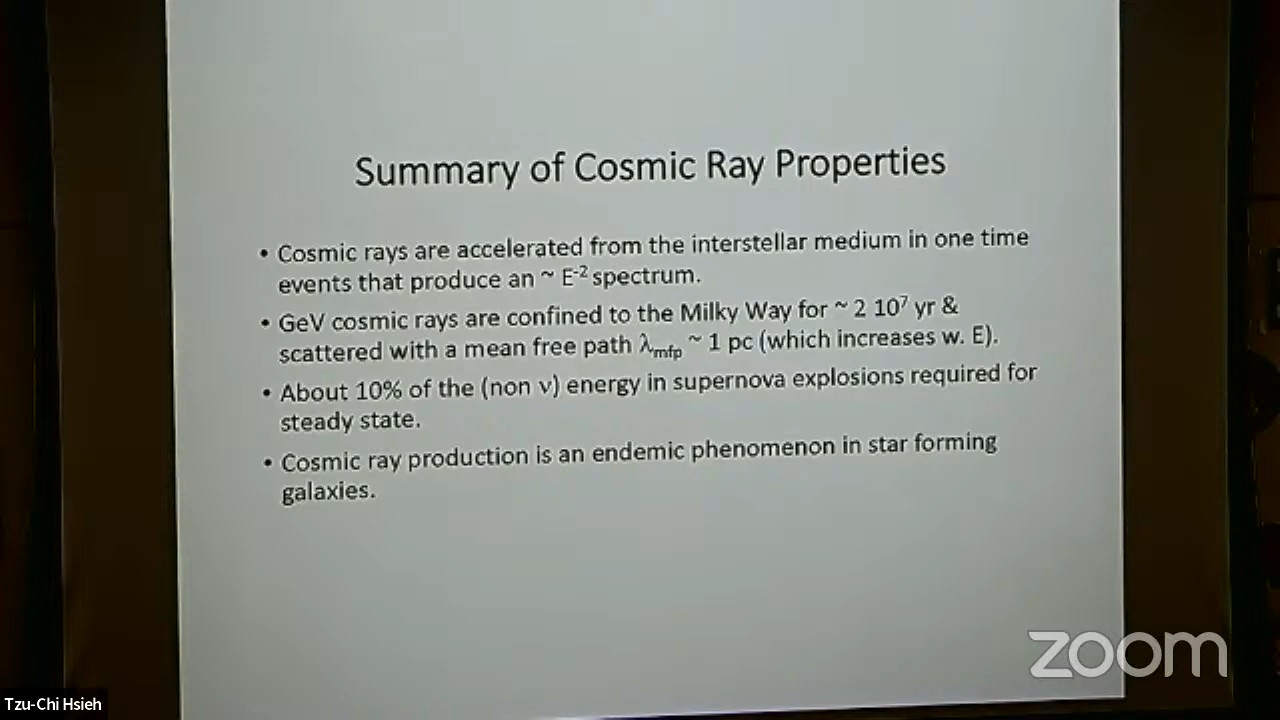 Summary of Cosmic Ray Properties
• Cosmic rays are accelerated from the interstellar medium in one time
events that produce an ~ E⁻² spectrum.
• GeV cosmic rays are confined to the Milky Way for ~ 2 10⁷ yr &
scattered with a mean free path λmfp ~ 1 pc (which increases w. E).
• About 10% of the (non ν) energy in supernova explosions required for
steady state.
• Cosmic ray production is an endemic phenomenon in star forming
galaxies.
zoom
Tzu-Chi Hsieh